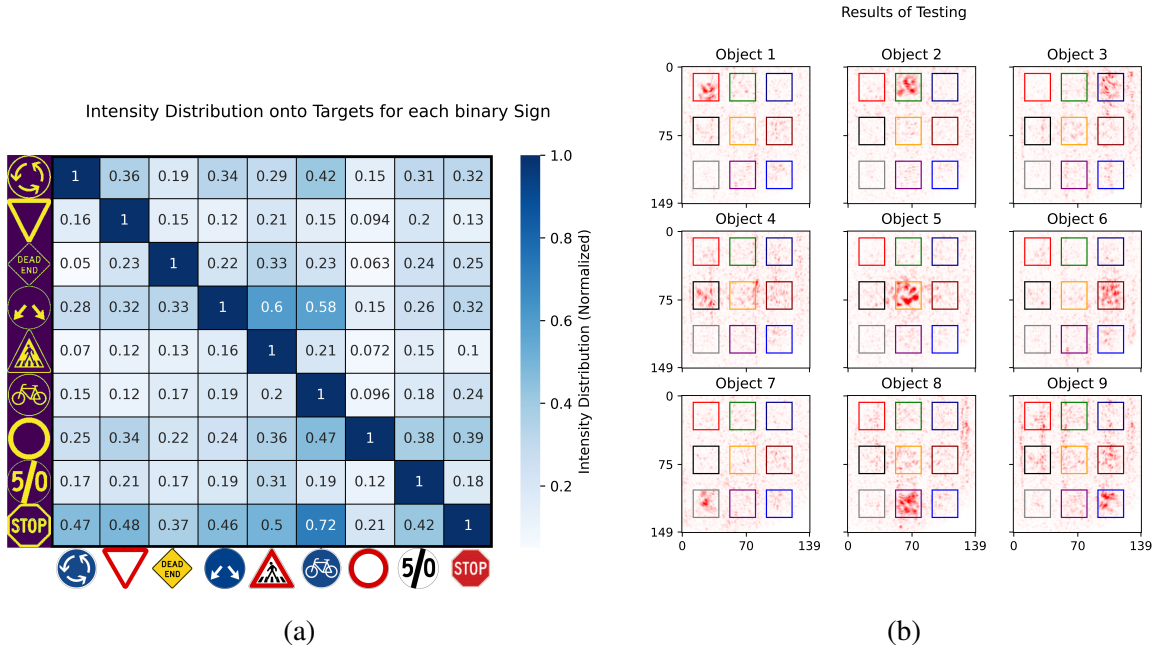 Results of Testing
Intensity Distribution onto Targets for each binary Sign
1 0.36 0.19 0.34 0.29 0.42 0.15 0.31 0.32
0.16 1 0.15 0.12 0.21 0.15 0.094 0.2 0.13
DEAD
END
0.05 0.23 1 0.22 0.33 0.23 0.063 0.24 0.25
0.28 0.32 0.33 1 0.6 0.58 0.15 0.26 0.32
0.07 0.12 0.13 0.16 1 0.21 0.072 0.15 0.1
0.15 0.12 0.17 0.19 0.2 1 0.096 0.18 0.24
0.25 0.34 0.22 0.24 0.36 0.47 1 0.38 0.39
5/0 0.17 0.21 0.17 0.19 0.31 0.19 0.12 1 0.18
STOP 0.47 0.48 0.37 0.46 0.5 0.72 0.21 0.42 1
DEAD
END
5/0
STOP
1.0
0.8
0.6
0.4
0.2
Intensity Distribution (Normalized)
(a)
Object 1 Object 2 Object 3
0
75
149
Object 4 Object 5 Object 6
0
75
149
Object 7 Object 8 Object 9
0
75
149
0 70 139 0 70 139 0 70 139
(b)